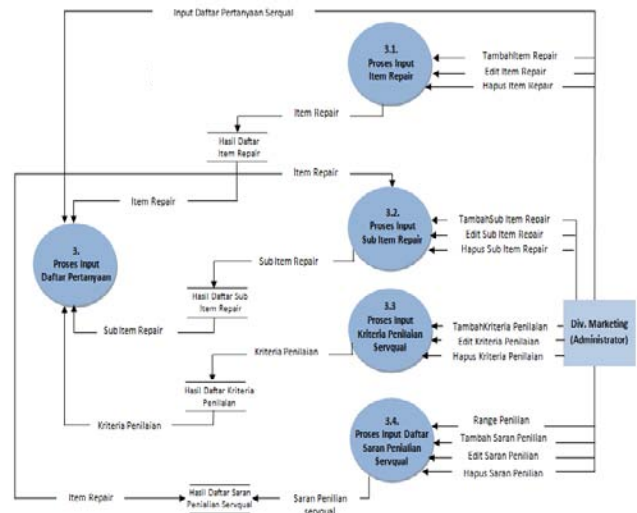 Input Daftar Pertanyaan Serqual
3.1.
Proses Input
Item Repair
TambahItem Repair
Edit Item Repair
Hapus Item Repair
Item Repair
Hasil Daftar
Item Repair
Item Repair
Item Repair
3.2.
Proses Input
Sub Item Repair
TambahSub Item Repair
Edit Sub Item Repair
Hapus Sub Item Repair
3.
Proses Input
Daftar Pertanyaan
Sub Item Repair
Hasil Daftar Sub
Item Repair
Sub Item Repair
3.3
Proses Input
Kriteria Penilaian
Servqual
TambahKriteria Penilaian
Edit Kriteria Penilaian
Hapus Kriteria Penilaian
Div. Marketing
(Administrator)
Kriteria Penilaian
Hasil Daftar Kriteria
Penilaian
Kriteria Penilaian
3.4.
Proses Input Daftar
Saran Penialian
Servqual
Range Penilian
Tambah Saran Penilian
Edit Saran Penilian
Hapus Saran Penilian
Item Repair
Hasil Daftar Saran
Penialian Servqual
Saran Penilian
servqual